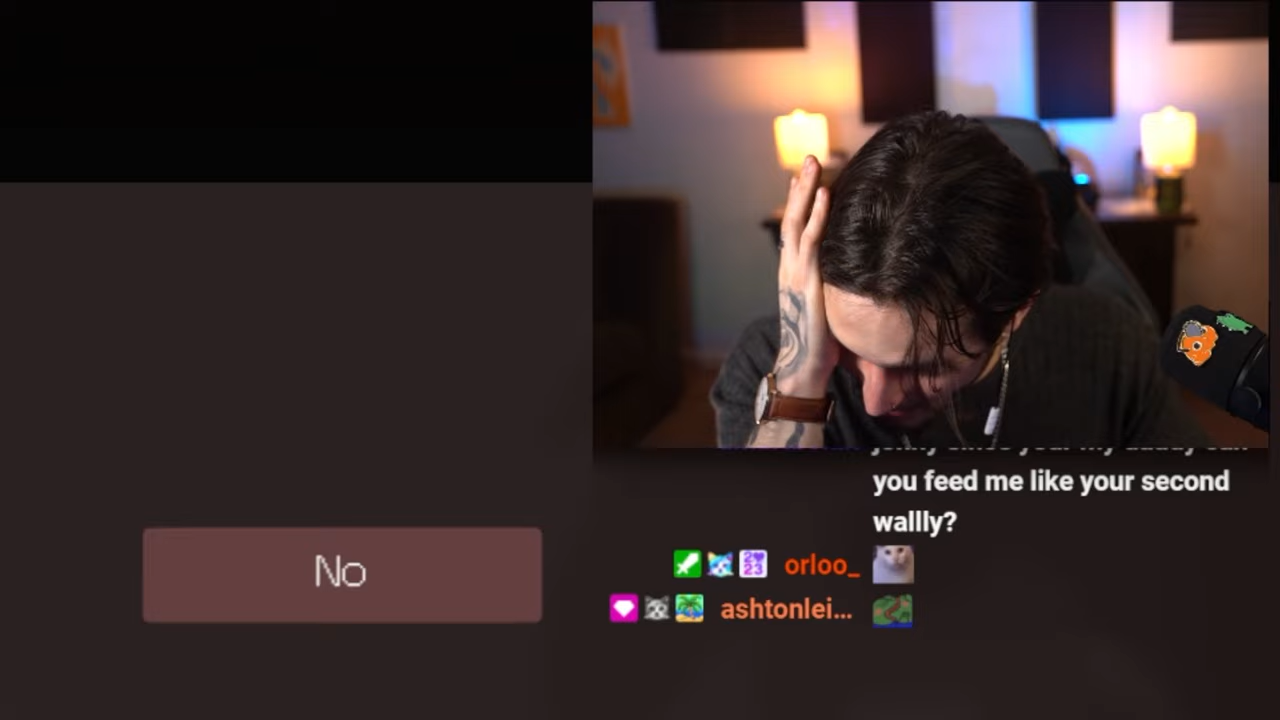 you feed me like your second
wallly?
No
orloo_
ashtonlei...